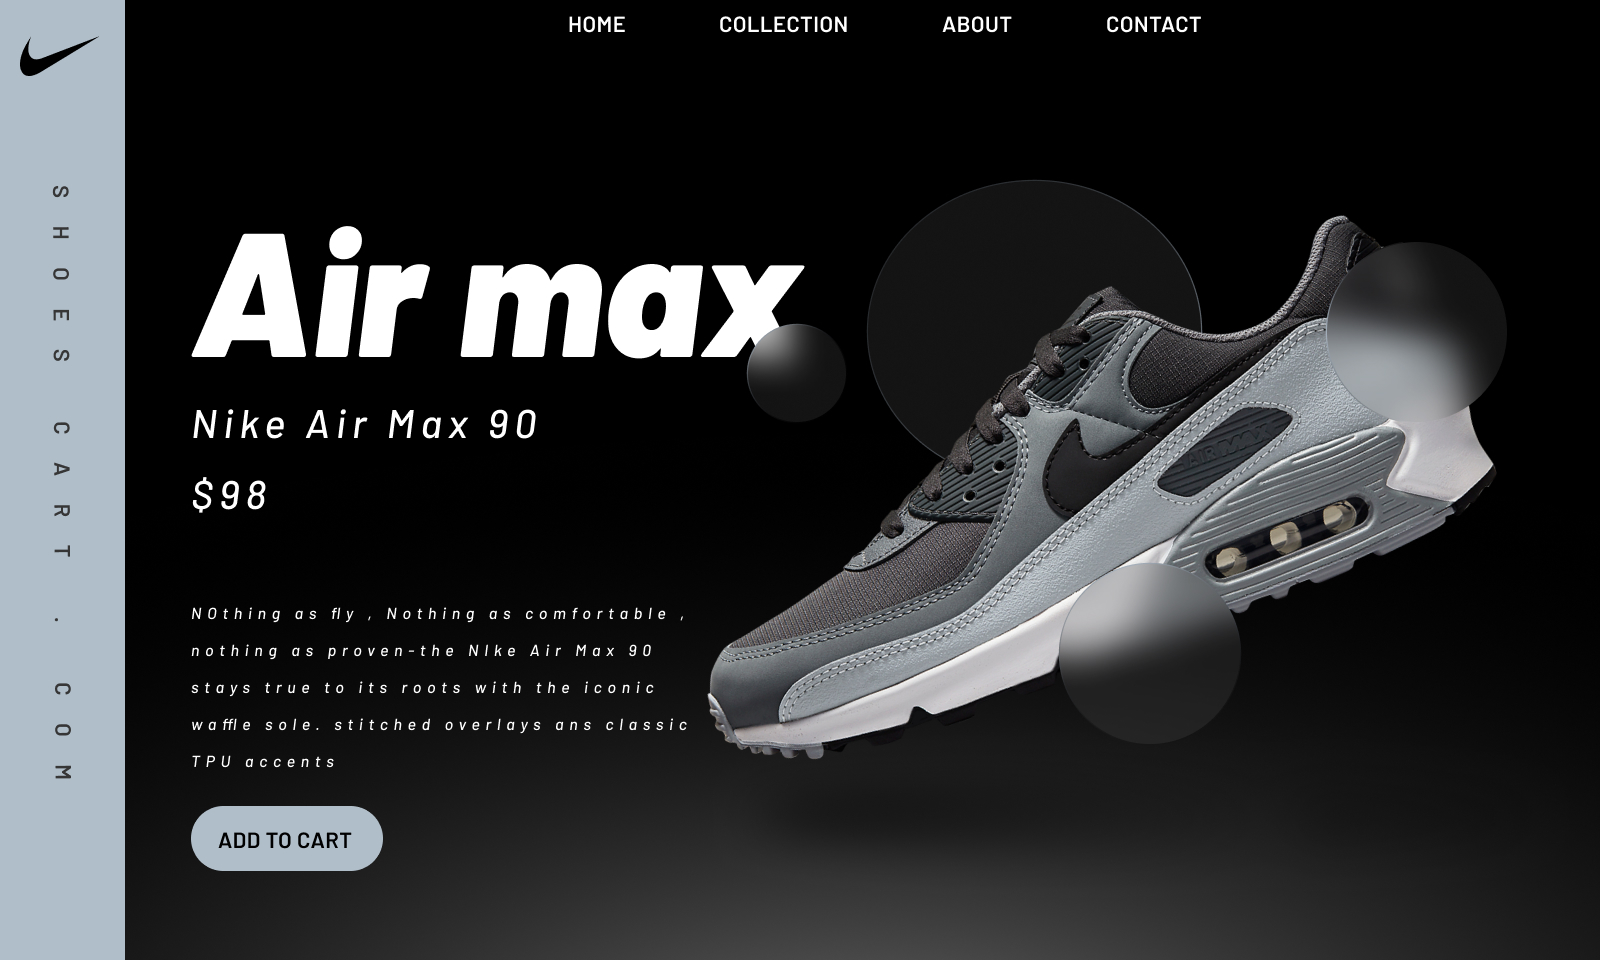 HOME COLLECTION ABOUT CONTACT
SHOES CART . COM
Air max
Nike Air Max 90
$98
NOthing as fly , Nothing as comfortable ,
nothing as proven-the NIke Air Max 90
stays true to its roots with the iconic
waffle sole. stitched overlays ans classic
TPU accents
ADD TO CART
AIR MAX